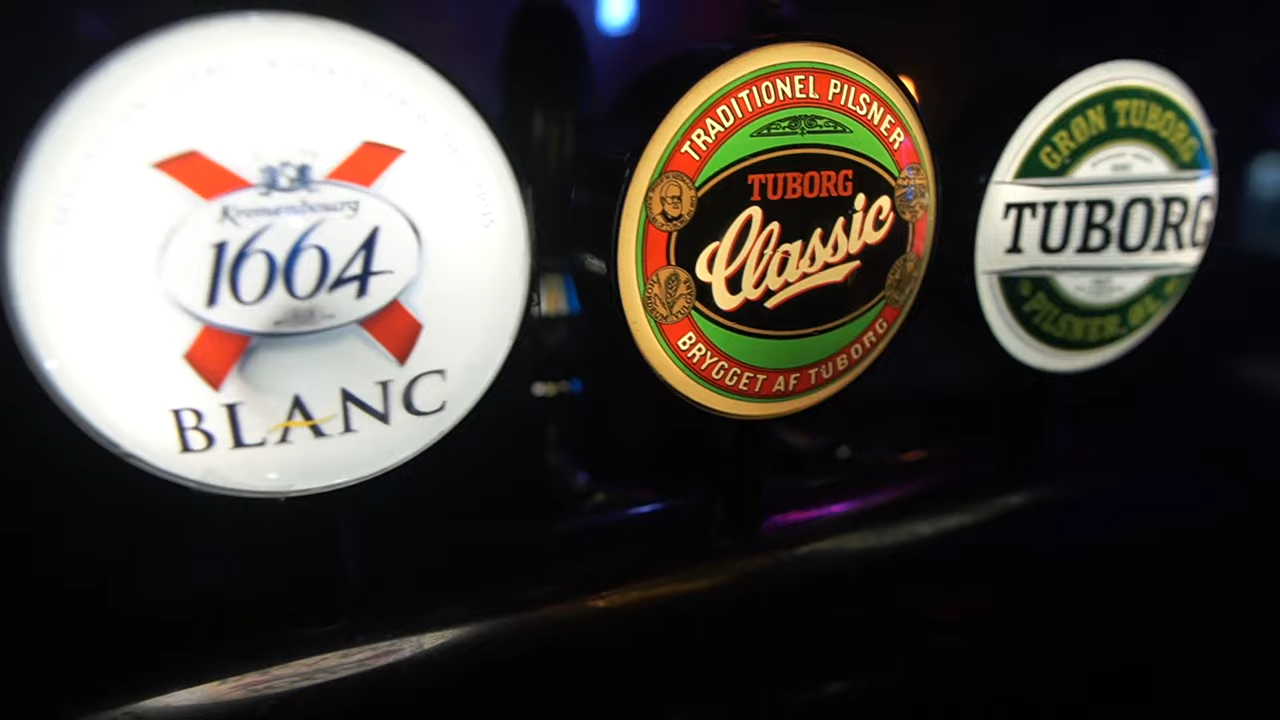 Kronenbourg
1664
BLANC
TRADITIONEL PILSNER
TUBORG
Classic
BRYGGET AF TUBORG
GRØN TUBORG
TUBORG
PILSNER ØL